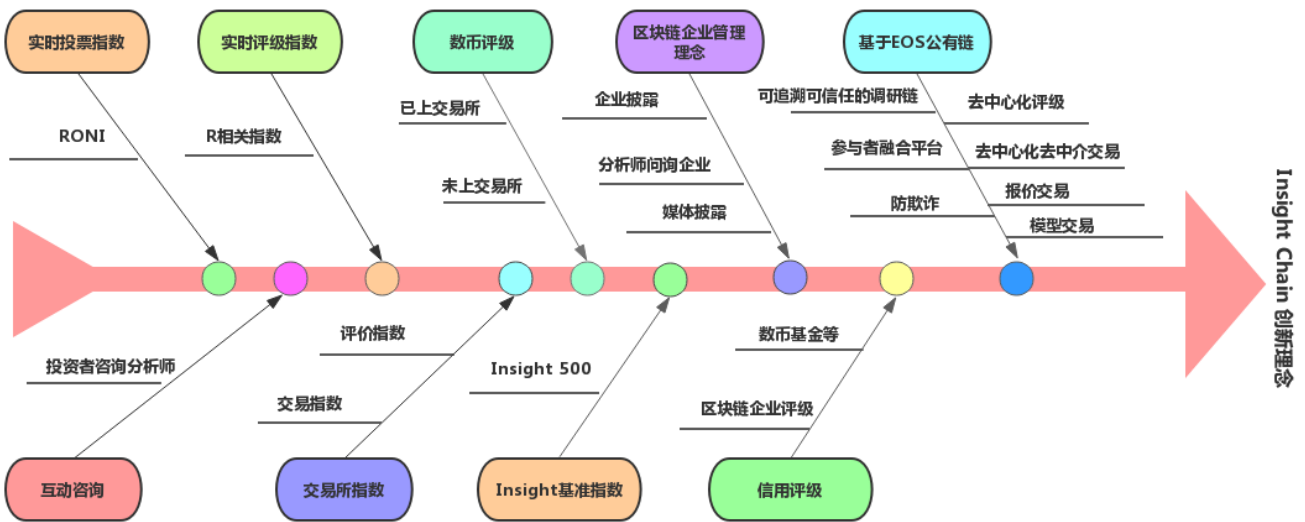 实时投票指数
实时评级指数
数币评级
区块链企业管理
理念
基于EOS公有链
RONI
R相关指数
已上交易所
未上交易所
企业披露
分析师问询企业
媒体披露
可追溯可信任的调研链
参与者融合平台
防欺诈
去中心化评级
去中心化去中介交易
报价交易
模型交易
Insight Chain 创新理念
投资者咨询分析师
评价指数
交易指数
Insight 500
数币基金等
区块链企业评级
互动咨询
交易所指数
Insight基准指数
信用评级